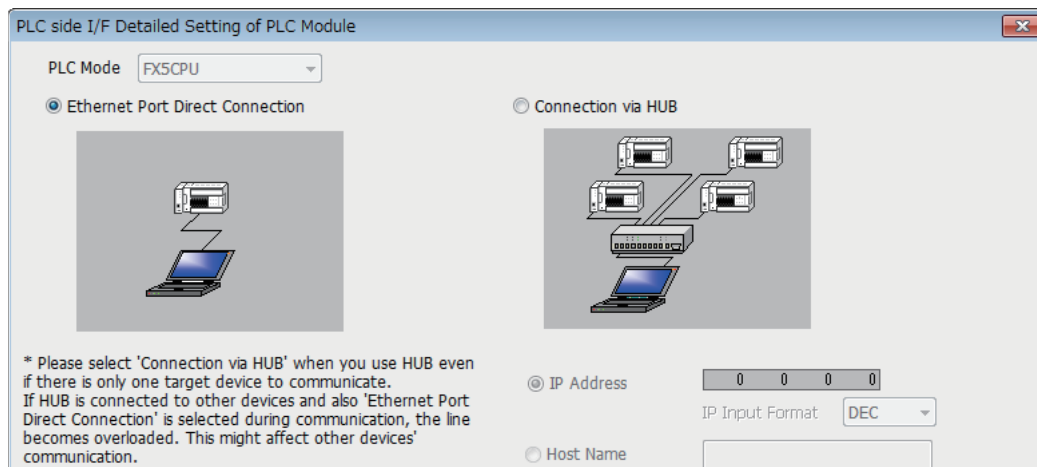 PLC side I/F Detailed Setting of PLC Module
PLC Mode FX5CPU
Ethernet Port Direct Connection
Connection via HUB
* Please select 'Connection via HUB' when you use HUB even
if there is only one target device to communicate.
If HUB is connected to other devices and also 'Ethernet Port
Direct Connection' is selected during communication, the line
becomes overloaded. This might affect other devices'
communication.
IP Address 0 0 0 0
IP Input Format DEC
Host Name